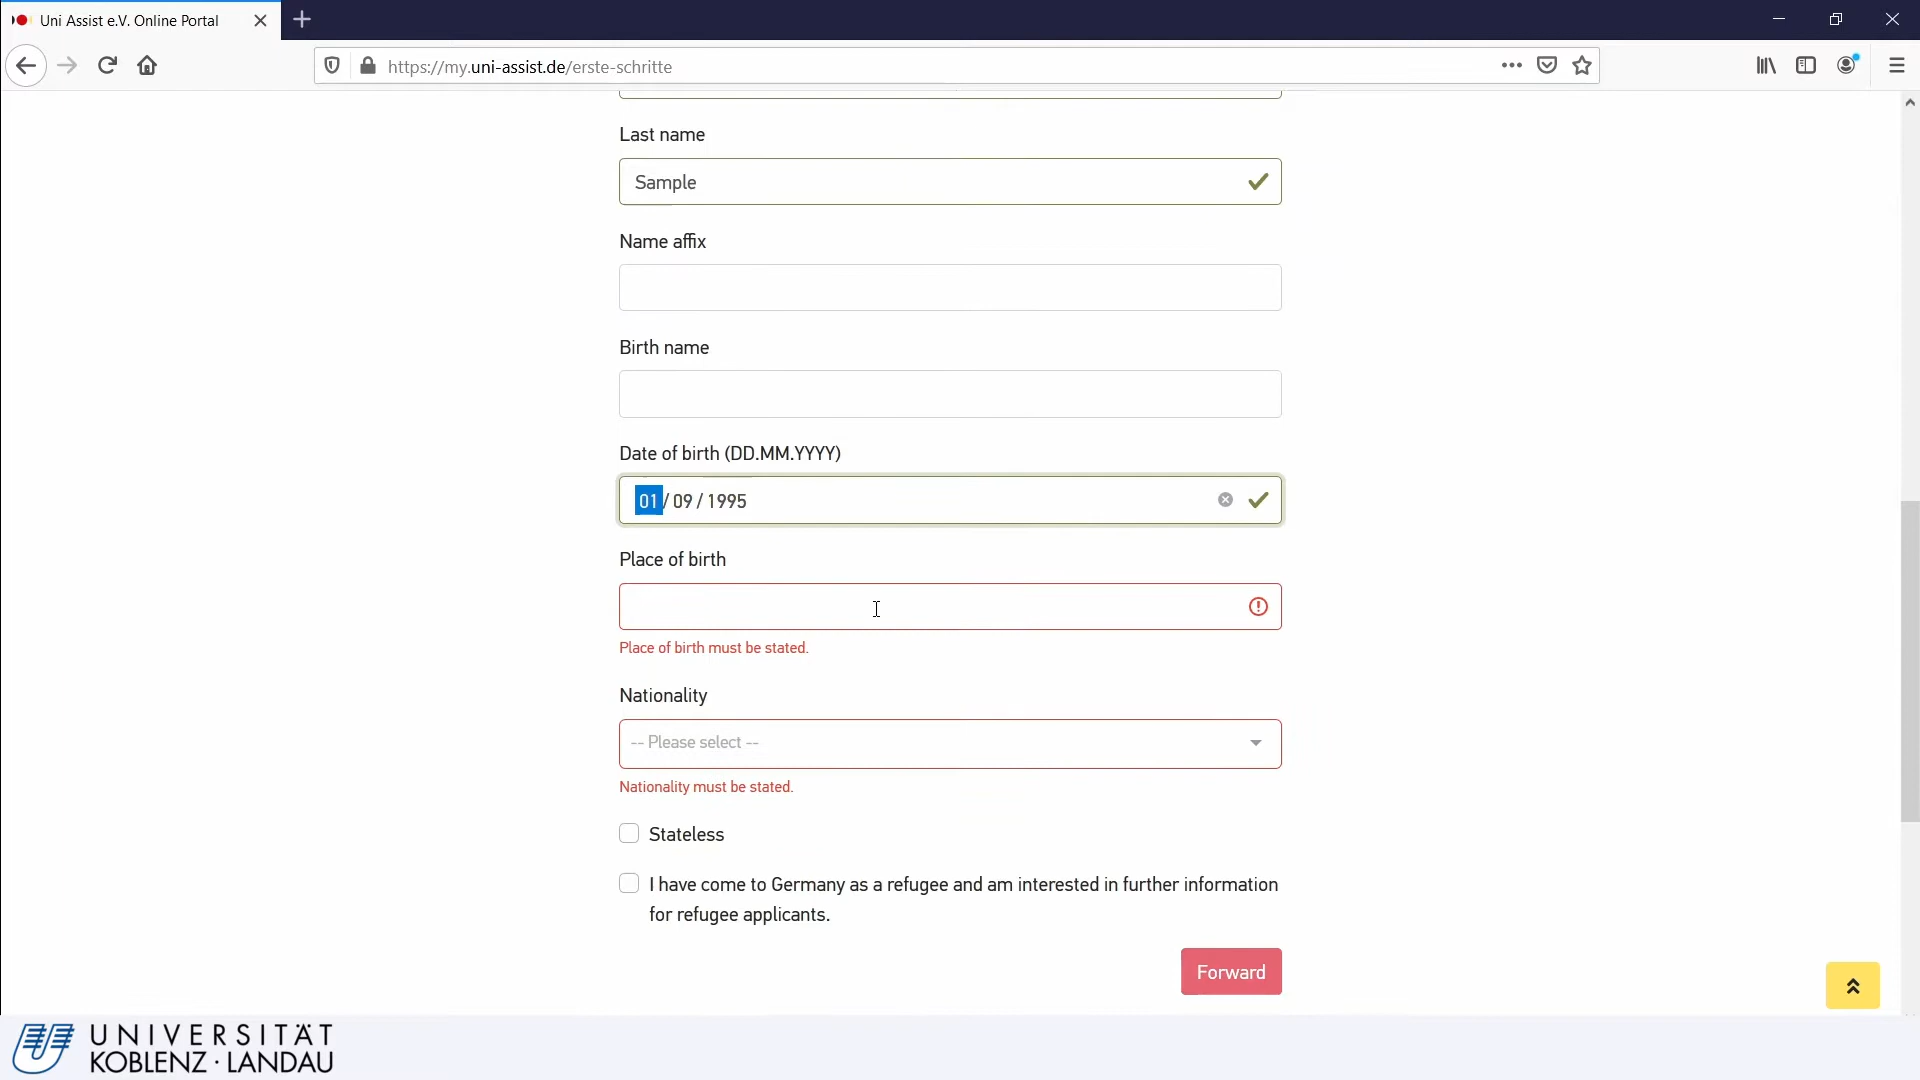 Uni Assist e.V. Online Portal
https://my.uni-assist.de/erste-schritte
Last name
Sample
Name affix
Birth name
Date of birth (DD.MM.YYYY)
01 / 09 / 1995
Place of birth
Place of birth must be stated.
Nationality
-- Please select --
Nationality must be stated.
Stateless
I have come to Germany as a refugee and am interested in further information
for refugee applicants.
Forward
UNIVERSITÄT
KOBLENZ · LANDAU